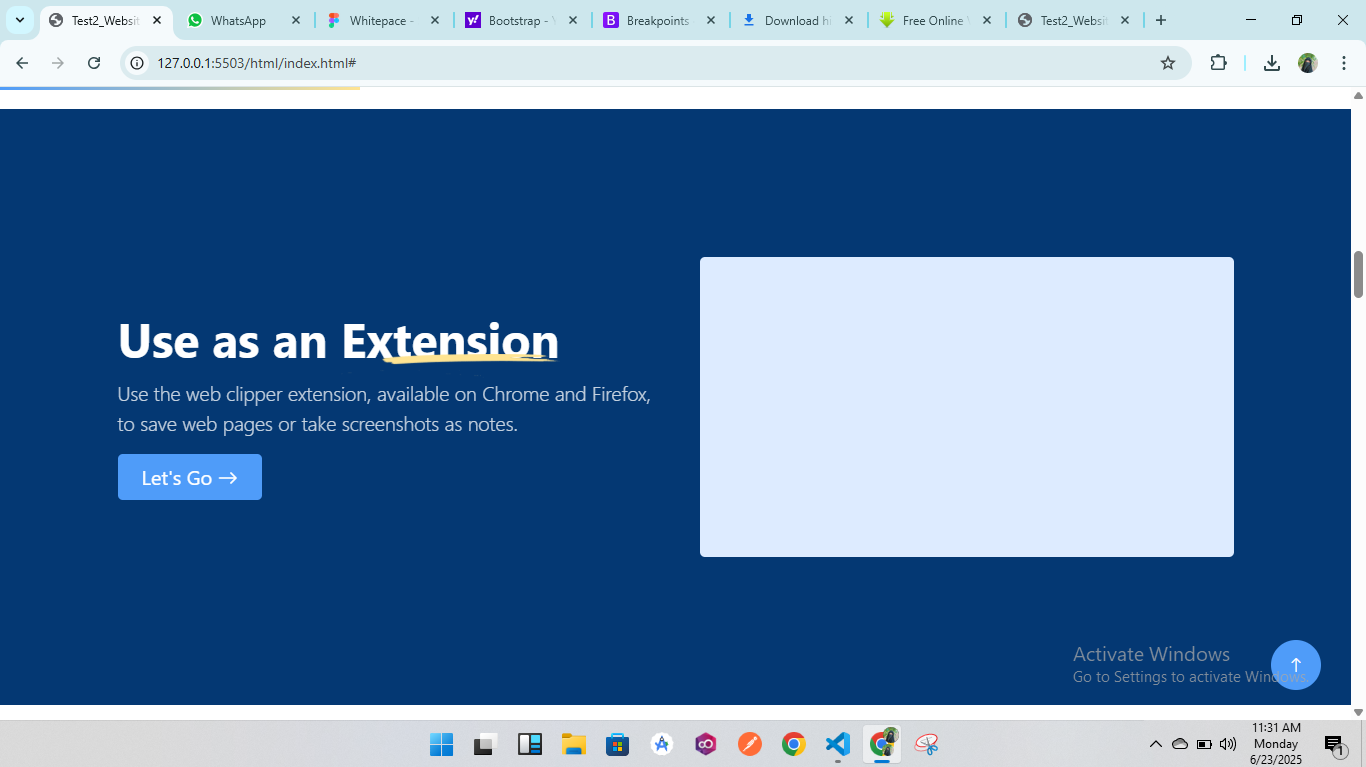 Test2_Websit
WhatsApp
Whitepace -
Bootstrap -
Breakpoints
Download hi
Free Online
Test2_Websit
127.0.0.1:5503/html/index.html#
Use as an Extension
Use the web clipper extension, available on Chrome and Firefox,
to save web pages or take screenshots as notes.
Let's Go →
Activate Windows
Go to Settings to activate Windows.
11:31 AM
Monday
6/23/2025
1